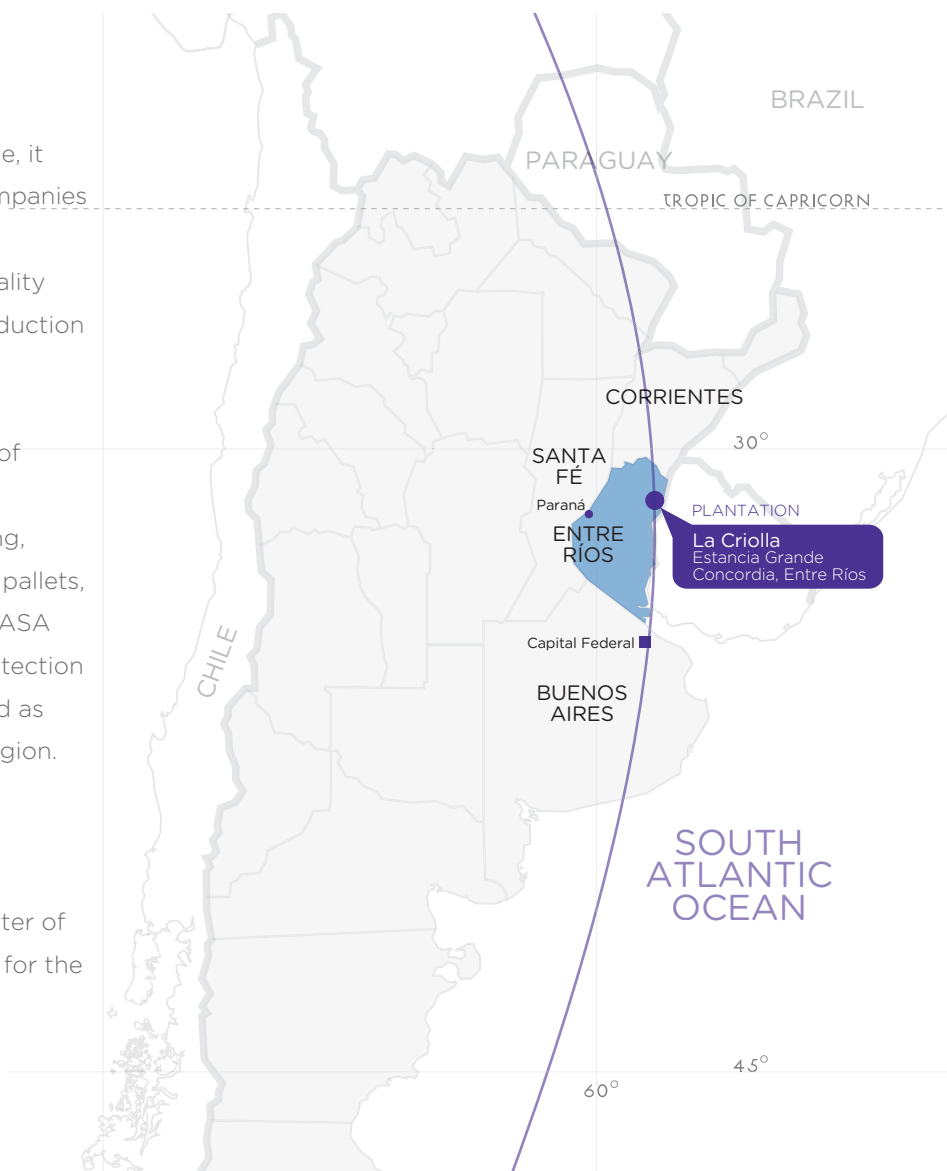 e, it
mpanies
ality
duction
of
ng,
pallets,
ASA
tection
d as
gion.
ter of
for the
BRAZIL
PARAGUAY
TROPIC OF CAPRICORN
CORRIENTES
30°
SANTA
FÉ
Paraná
ENTRE
RÍOS
PLANTATION
La Criolla
Estancia Grande
Concordia, Entre Ríos
Capital Federal
CHILE
BUENOS
AIRES
SOUTH
ATLANTIC
OCEAN
45°
60°